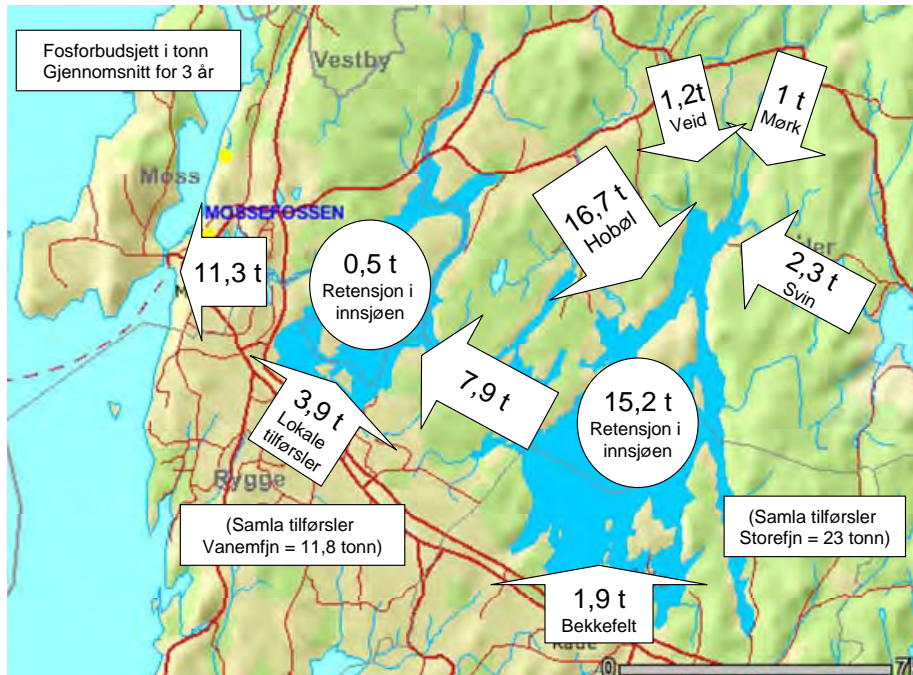 Fosforbudsjett i tonn
Gjennomsnitt for 3 år
Vestby
1,2t
Veid
1 t
Mørk
Moss
MOSSEFOSSEN
16,7 t
Hobøl
11,3 t
0,5 t
Retensjon i
innsjøen
2,3 t
Svin
7,9 t
15,2 t
Retensjon i
innsjøen
3,9 t
Lokale
tilførsler
Rygge
(Samla tilførsler
Vanemfjn = 11,8 tonn)
(Samla tilførsler
Storefjn = 23 tonn)
1,9 t
Bekkefelt
0